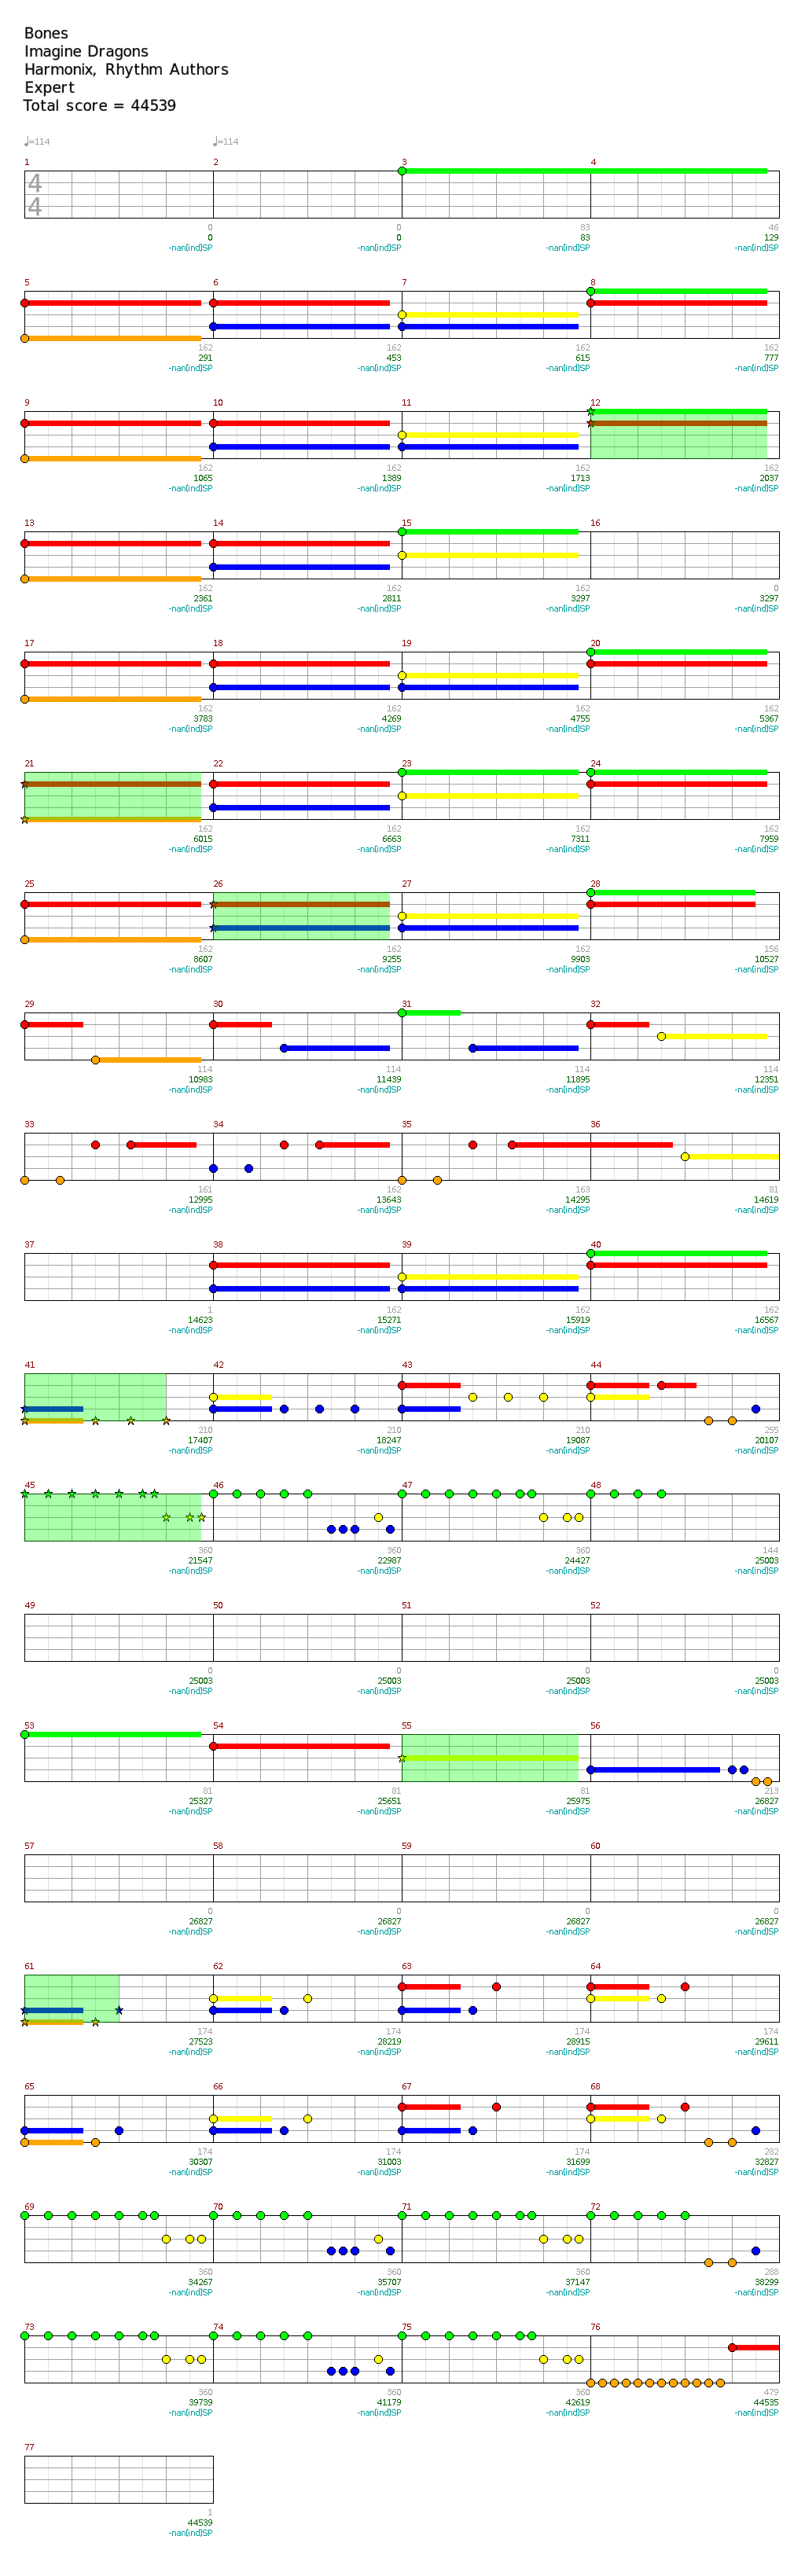 Bones
Imagine Dragons
Harmonix, Rhythm Authors
Expert
Total score = 44539
♩=114 ♩=114
1 2 3 4
4
4
0 0 83 46
0 0 83 129
-nan(ind)SP -nan(ind)SP -nan(ind)SP -nan(ind)SP
5 6 7 8
162 162 162 162
291 453 615 777
-nan(ind)SP -nan(ind)SP -nan(ind)SP -nan(ind)SP
9 10 11 12
162 162 162 162
1065 1389 1713 2037
-nan(ind)SP -nan(ind)SP -nan(ind)SP -nan(ind)SP
13 14 15 16
162 162 162 0
2361 2811 3297 3297
-nan(ind)SP -nan(ind)SP -nan(ind)SP -nan(ind)SP
17 18 19 20
162 162 162 162
3783 4269 4755 5367
-nan(ind)SP -nan(ind)SP -nan(ind)SP -nan(ind)SP
21 22 23 24
162 162 162 162
6015 6663 7311 7959
-nan(ind)SP -nan(ind)SP -nan(ind)SP -nan(ind)SP
25 26 27 28
162 162 162 156
8607 9255 9903 10527
-nan(ind)SP -nan(ind)SP -nan(ind)SP -nan(ind)SP
29 30 31 32
114 114 114 114
10983 11439 11895 12351
-nan(ind)SP -nan(ind)SP -nan(ind)SP -nan(ind)SP
33 34 35 36
161 162 163 81
12995 13643 14295 14619
-nan(ind)SP -nan(ind)SP -nan(ind)SP -nan(ind)SP
37 38 39 40
1 162 162 162
14623 15271 15919 16567
-nan(ind)SP -nan(ind)SP -nan(ind)SP -nan(ind)SP
41 42 43 44
210 210 210 255
17407 18247 19087 20107
-nan(ind)SP -nan(ind)SP -nan(ind)SP -nan(ind)SP
45 46 47 48
360 360 360 144
21547 22987 24427 25003
-nan(ind)SP -nan(ind)SP -nan(ind)SP -nan(ind)SP
49 50 51 52
0 0 0 0
25003 25003 25003 25003
-nan(ind)SP -nan(ind)SP -nan(ind)SP -nan(ind)SP
53 54 55 56
81 81 81 213
25327 25651 25975 26827
-nan(ind)SP -nan(ind)SP -nan(ind)SP -nan(ind)SP
57 58 59 60
0 0 0 0
26827 26827 26827 26827
-nan(ind)SP -nan(ind)SP -nan(ind)SP -nan(ind)SP
61 62 63 64
174 174 174 174
27523 28219 28915 29611
-nan(ind)SP -nan(ind)SP -nan(ind)SP -nan(ind)SP
65 66 67 68
174 174 174 282
30307 31003 31699 32827
-nan(ind)SP -nan(ind)SP -nan(ind)SP -nan(ind)SP
69 70 71 72
360 360 360 288
34267 35707 37147 38299
-nan(ind)SP -nan(ind)SP -nan(ind)SP -nan(ind)SP
73 74 75 76
360 360 360 479
39739 41179 42619 44535
-nan(ind)SP -nan(ind)SP -nan(ind)SP -nan(ind)SP
77
1
44539
-nan(ind)SP